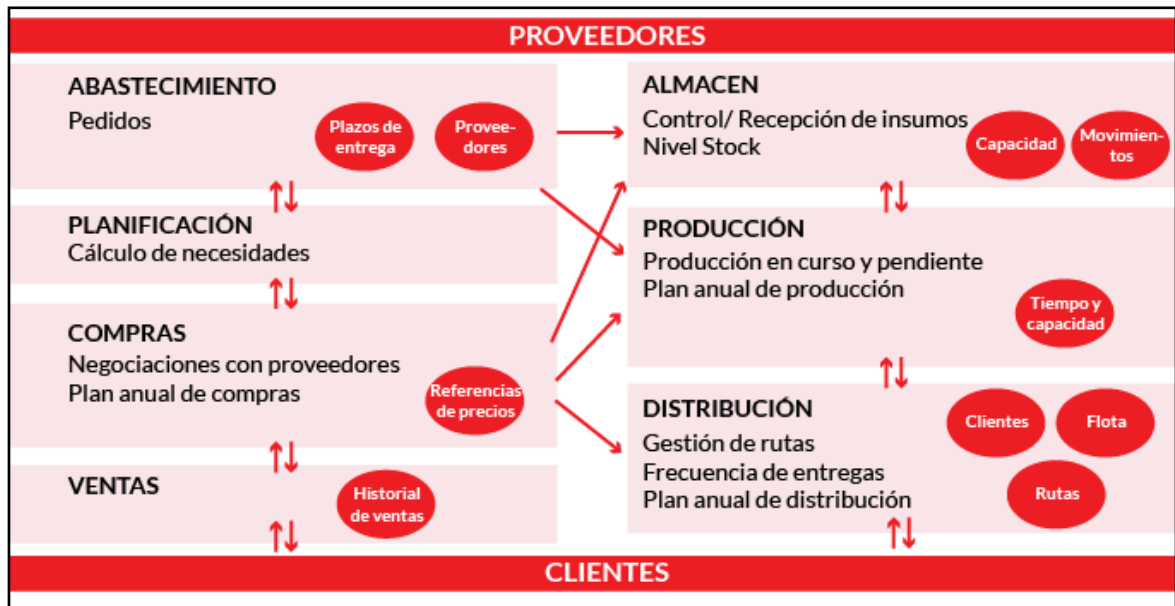 PROVEEDORES
ABASTECIMIENTO
Pedidos
Plazos de
entrega
Provee-
dores
PLANIFICACIÓN
Cálculo de necesidades
COMPRAS
Negociaciones con proveedores
Plan anual de compras
Referencias
de precios
VENTAS
Historial
de ventas
ALMACEN
Control/ Recepción de insumos
Nivel Stock
Capacidad
Movimien-
tos
PRODUCCIÓN
Producción en curso y pendiente
Plan anual de producción
Tiempo y
capacidad
DISTRIBUCIÓN
Gestión de rutas
Frecuencia de entregas
Plan anual de distribución
Clientes
Flota
Rutas
CLIENTES